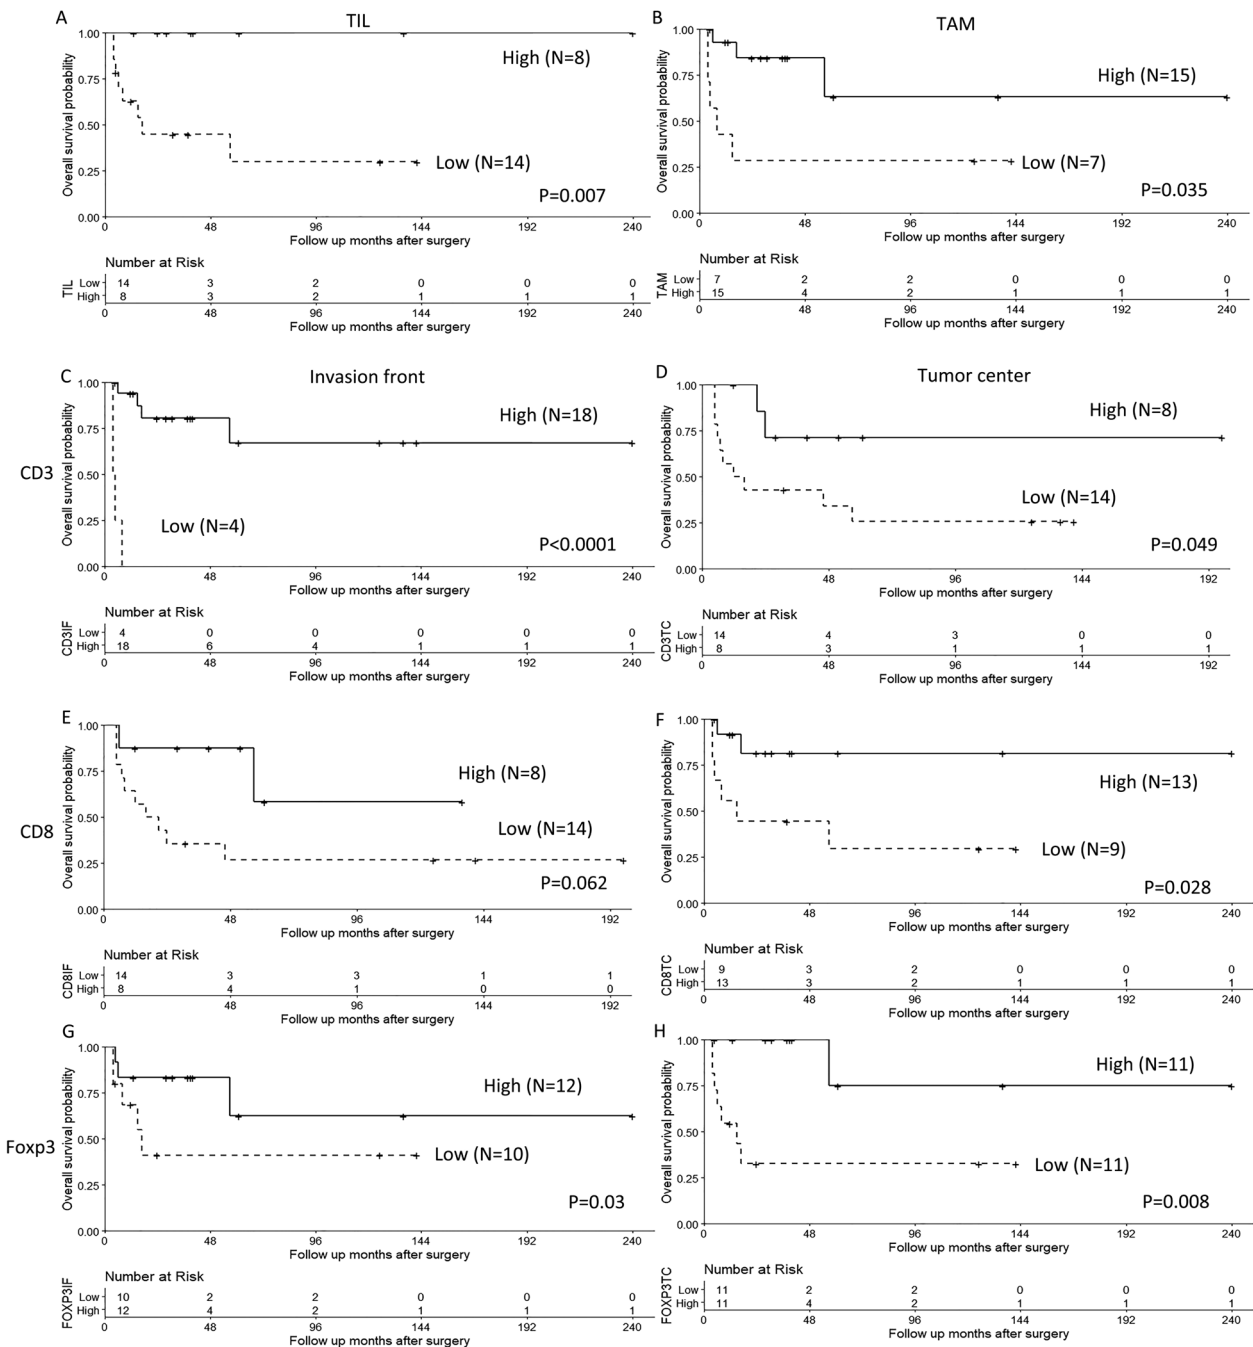 A
TIL
1.00
0.75
0.50
0.25
0.00
Overall survival probability
High (N=8)
Low (N=14)
P=0.007
0 48 96 144 192 240
Follow up months after surgery
Number at Risk
TIL
Low 14 3 2 0 0 0
High 8 3 2 1 1 1
0 48 96 144 192 240
Follow up months after surgery
B
TAM
1.00
0.75
0.50
0.25
0.00
Overall survival probability
High (N=15)
Low (N=7)
P=0.035
0 48 96 144 192 240
Follow up months after surgery
Number at Risk
TAM
Low 7 2 2 0 0 0
High 15 4 2 1 1 1
0 48 96 144 192 240
Follow up months after surgery
CD3
C
Invasion front
1.00
0.75
0.50
0.25
0.00
Overall survival probability
High (N=18)
Low (N=4)
P<0.0001
0 48 96 144 192 240
Follow up months after surgery
Number at Risk
CD3IF
Low 4 0 0 0 0 0
High 18 6 4 1 1 1
0 48 96 144 192 240
Follow up months after surgery
D
Tumor center
1.00
0.75
0.50
0.25
0.00
Overall survival probability
High (N=8)
Low (N=14)
P=0.049
0 48 96 144 192
Follow up months after surgery
Number at Risk
CD3TC
Low 14 4 3 0 0
High 8 3 1 1 1
0 48 96 144 192
Follow up months after surgery
CD8
E
1.00
0.75
0.50
0.25
0.00
Overall survival probability
High (N=8)
Low (N=14)
P=0.062
0 48 96 144 192
Follow up months after surgery
Number at Risk
CD8IF
Low 14 3 3 1 1
High 8 4 1 0 0
0 48 96 144 192
Follow up months after surgery
F
1.00
0.75
0.50
0.25
0.00
Overall survival probability
High (N=13)
Low (N=9)
P=0.028
0 48 96 144 192 240
Follow up months after surgery
Number at Risk
CD8TC
Low 9 3 2 0 0 0
High 13 3 2 1 1 1
0 48 96 144 192 240
Follow up months after surgery
Foxp3
G
1.00
0.75
0.50
0.25
0.00
Overall survival probability
High (N=12)
Low (N=10)
P=0.03
0 48 96 144 192 240
Follow up months after surgery
Number at Risk
FOXP3IF
Low 10 2 2 0 0 0
High 12 4 2 1 1 1
0 48 96 144 192 240
Follow up months after surgery
H
1.00
0.75
0.50
0.25
0.00
Overall survival probability
High (N=11)
Low (N=11)
P=0.008
0 48 96 144 192 240
Follow up months after surgery
Number at Risk
FOXP3TC
Low 11 2 2 0 0 0
High 11 4 2 1 1 1
0 48 96 144 192 240
Follow up months after surgery